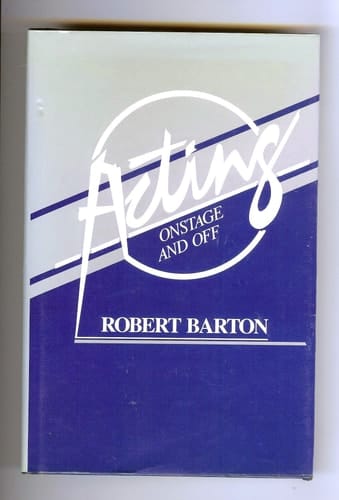 Acting
ONSTAGE
AND OFF
ROBERT BARTON